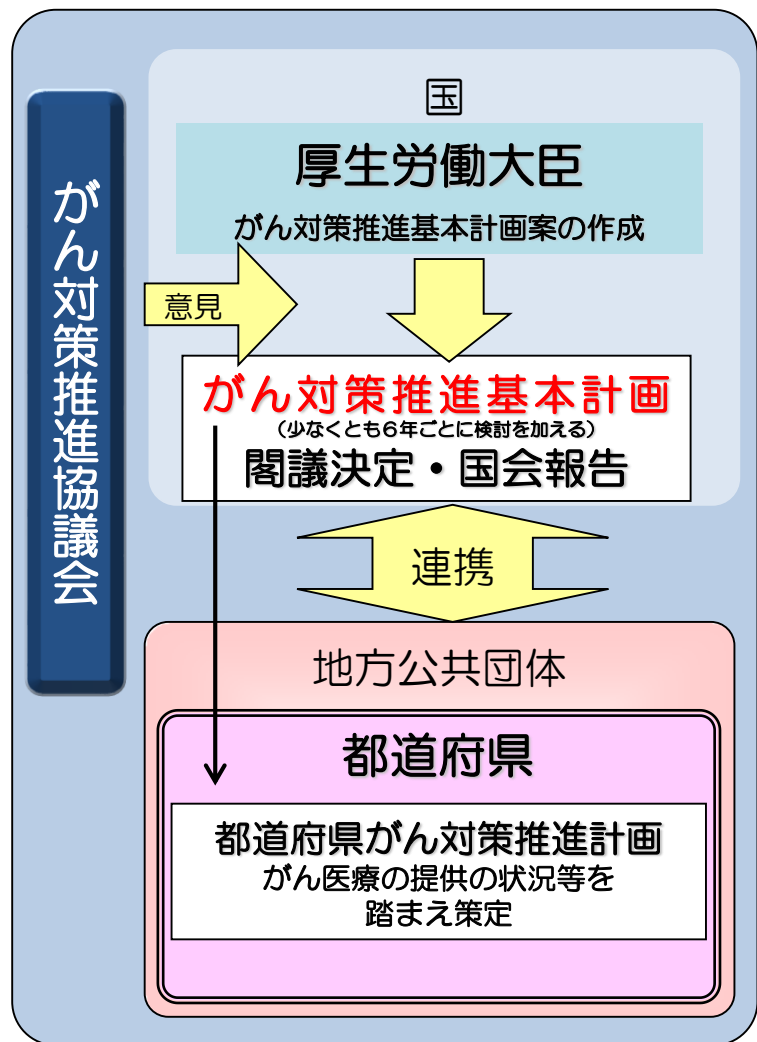 がん対策推進協議会
国
厚生労働大臣
がん対策推進基本計画案の作成
意見
がん対策推進基本計画
（少なくとも６年ごとに検討を加える）
閣議決定・国会報告
連携
地方公共団体
都道府県
都道府県がん対策推進計画
がん医療の提供の状況等を
踏まえ策定